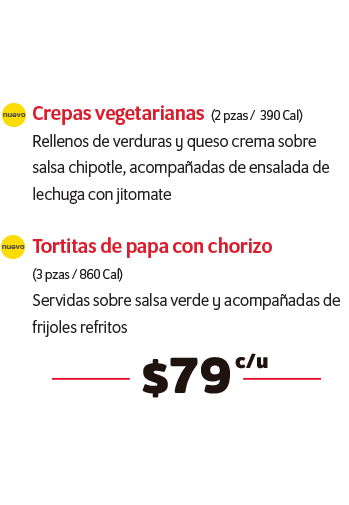 nuevo
Crepas vegetarianas (2 pzas / 390 Cal)
Rellenos de verduras y queso crema sobre
salsa chipotle, acompañadas de ensalada de
lechuga con jitomate
nuevo
Tortitas de papa con chorizo
(3 pzas / 860 Cal)
Servidas sobre salsa verde y acompañadas de
frijoles refritos
$79 c/u